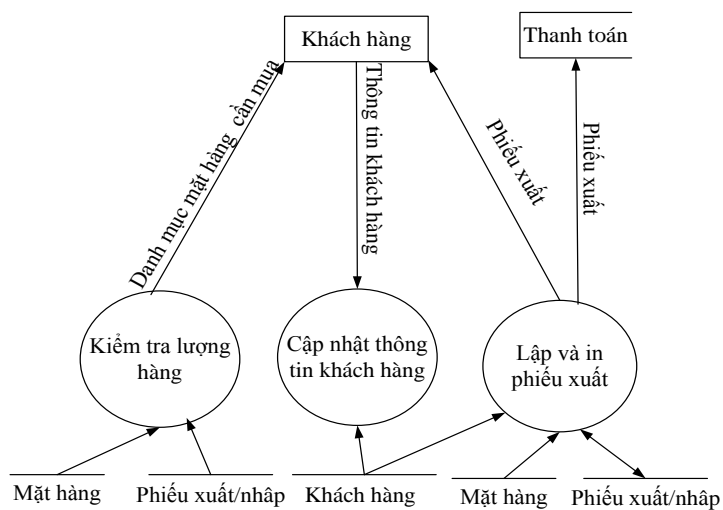 Khách hàng
Thanh toán
Danh mục mặt hàng cần mua
Thông tin khách hàng
Phiếu xuất
Phiếu xuất
Kiểm tra lượng
hàng
Cập nhật thông
tin khách hàng
Lập và in
phiếu xuất
Mặt hàng
Phiếu xuất/nhâp
Khách hàng
Mặt hàng
Phiếu xuất/nhâp